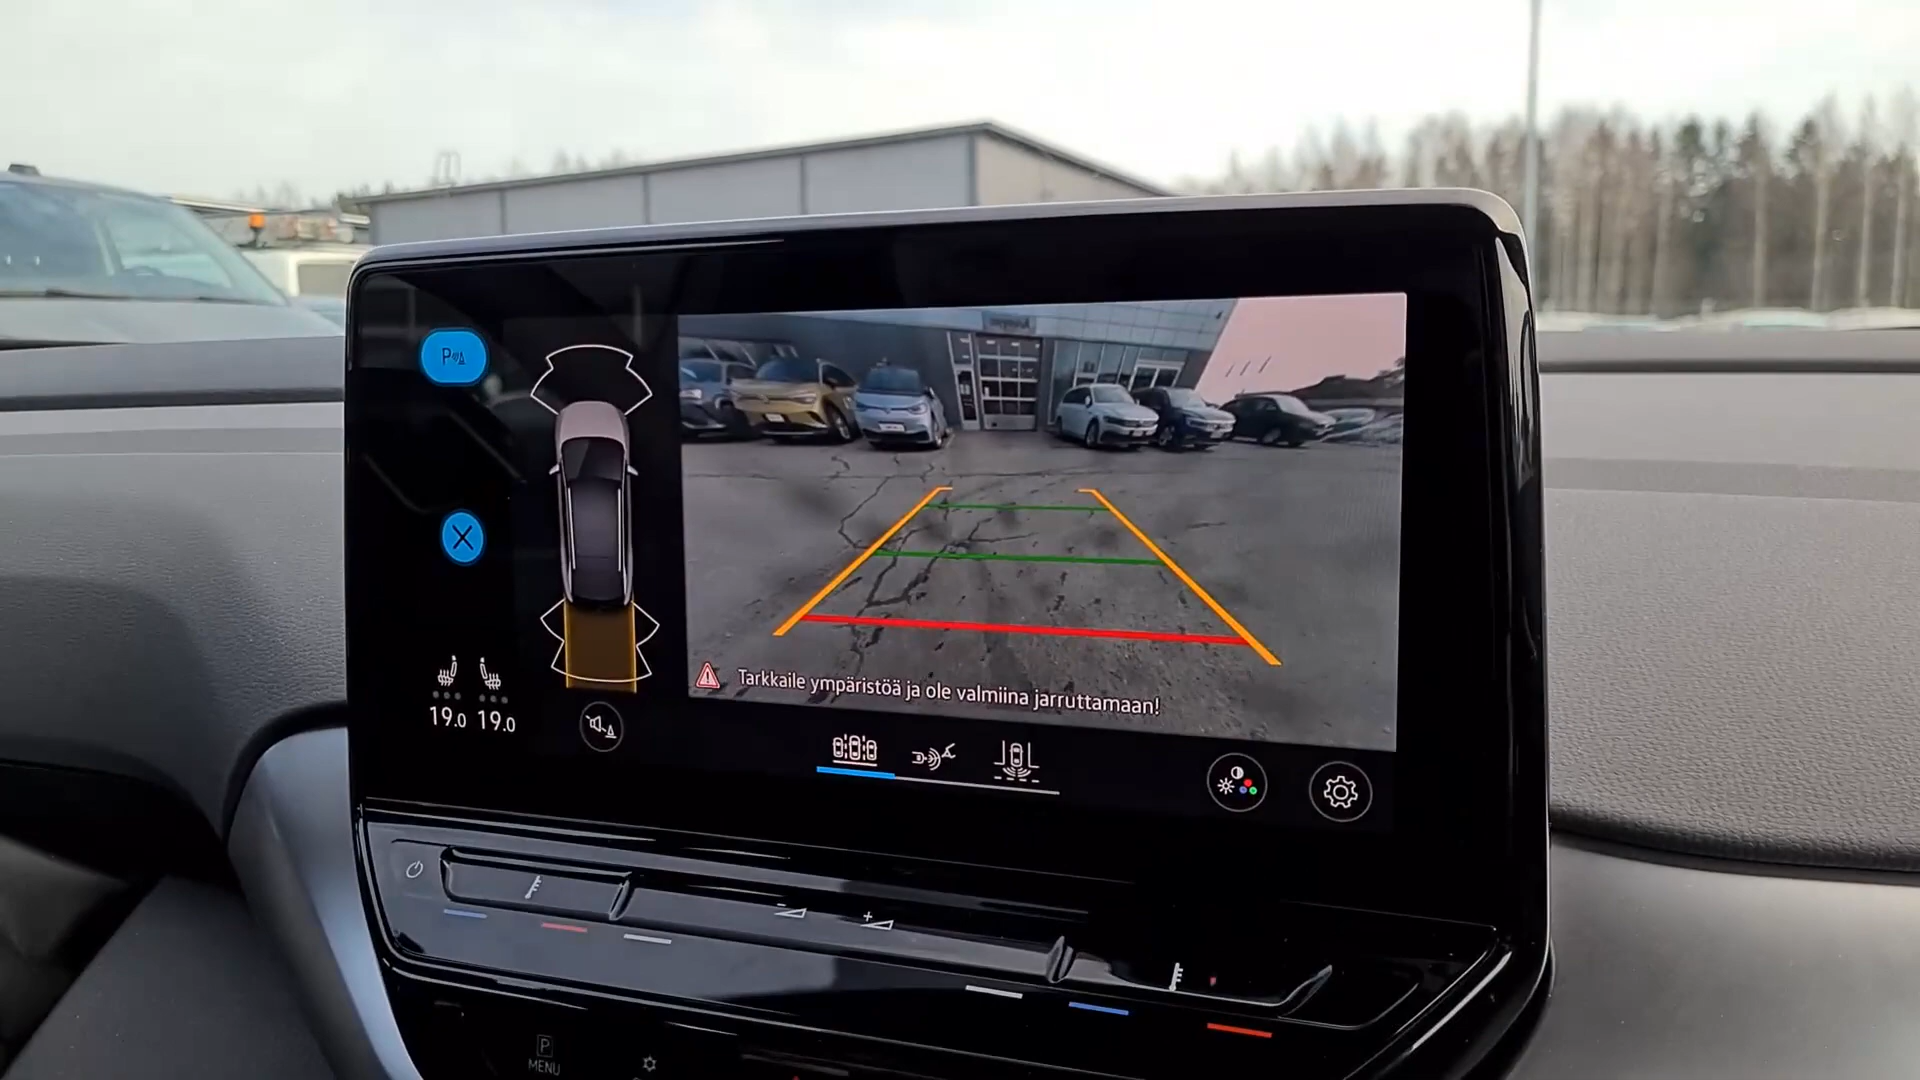 P
Tarkkaile ympäristöä ja ole valmiina jarruttamaan!
19.0 19.0
P
MENU